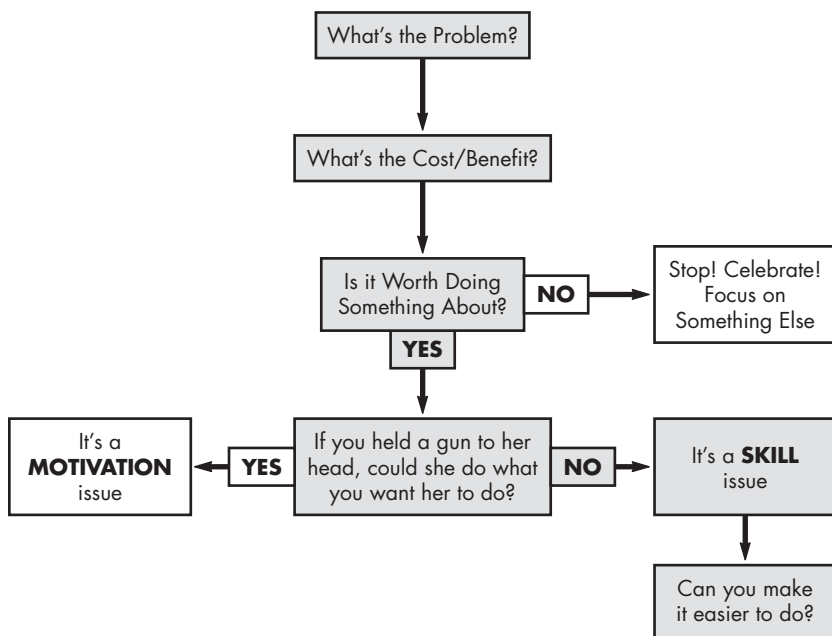 What's the Problem?
What's the Cost/Benefit?
Is it Worth Doing
Something About?
NO
Stop! Celebrate!
Focus on
Something Else
YES
It's a
MOTIVATION
issue
YES
If you held a gun to her
head, could she do what
you want her to do?
NO
It's a SKILL
issue
Can you make
it easier to do?